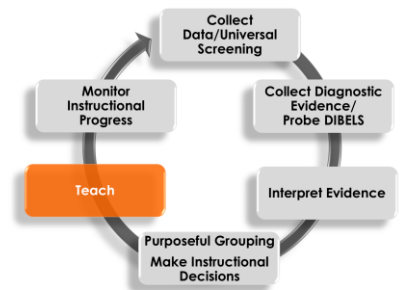 Collect
Data/Universal
Screening
Collect Diagnostic
Evidence/
Probe DIBELS
Interpret Evidence
Purposeful Grouping
Make Instructional
Decisions
Teach
Monitor
Instructional
Progress